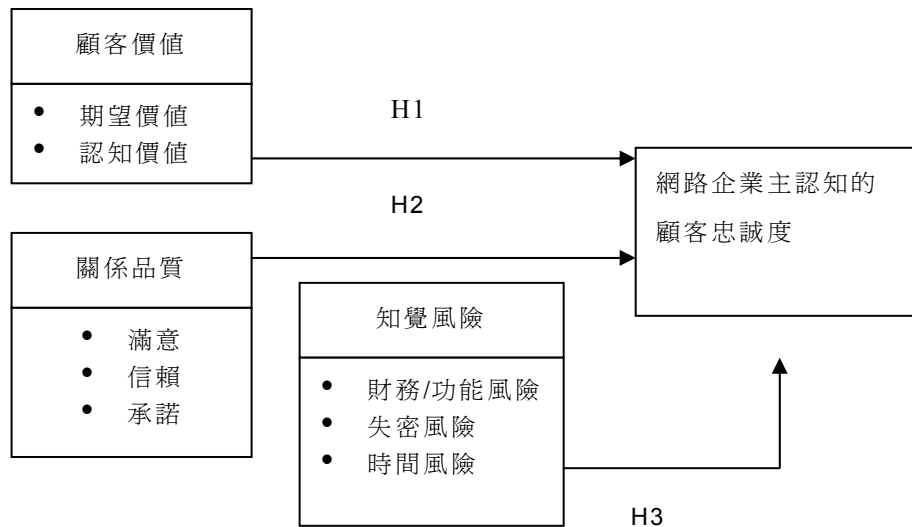 顧客價值
• 期望價值
• 認知價值
H1
網路企業主認知的
顧客忠誠度
H2
關係品質
• 滿意
• 信賴
• 承諾
知覺風險
• 財務/功能風險
• 失密風險
• 時間風險
H3